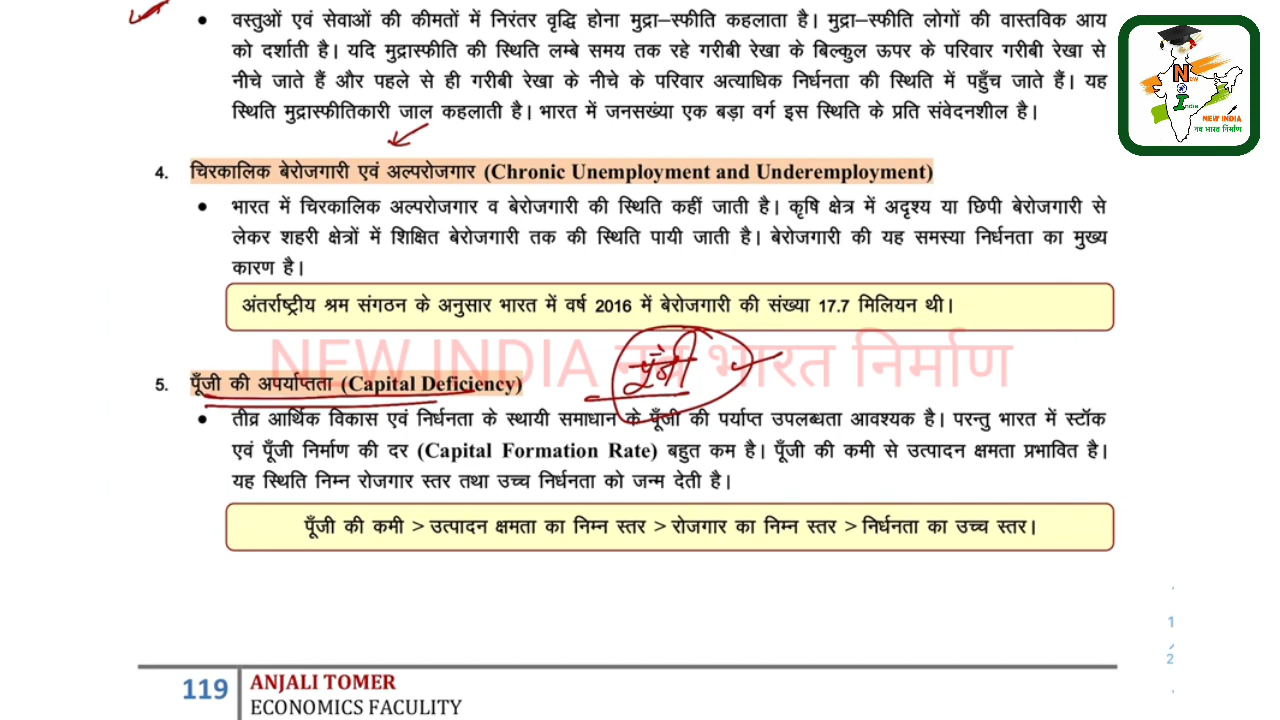 वस्तुओं एवं सेवाओं की कीमतों में निरंतर वृद्धि होना मुद्रा–स्फीति कहलाता है। मुद्रा–स्फीति लोगों की वास्तविक आय
को दर्शाती है। यदि मुद्रास्फीति की स्थिति लम्बे समय तक रहे गरीबी रेखा के बिल्कुल ऊपर के परिवार गरीबी रेखा से
नीचे जाते हैं और पहले से ही गरीबी रेखा के नीचे के परिवार अत्याधिक निर्धनता की स्थिति में पहुँच जाते हैं। यह
स्थिति मुद्रास्फीतिकारी जाल कहलाती है। भारत में जनसख्ंया एक बड़ा वर्ग इस स्थिति के प्रति संवेदनशील है।
4. चिरकालिक बेरोजगारी एवं अल्परोजगार (Chronic Unemployment and Underemployment)
भारत में चिरकालिक अल्परोजगार व बेरोजगारी की स्थिति कहीं जाती है। कृषि क्षेत्र में अदृश्य या छिपी बेरोजगारी से
लेकर शहरी क्षेत्रों में शिक्षित बेरोजगारी तक की स्थिति पायी जाती है। बेरोजगारी की यह समस्या निर्धनता का मुख्य
कारण है।
अंतर्राष्ट्रीय श्रम संगठन के अनुसार भारत में वर्ष 2016 में बेरोजगारी की संख्या 17.7 मिलियन थी।
NEW INDIA नव भारत निर्माण
पूँजी
5. पूँजी की अपर्याप्तता (Capital Deficiency)
तीव्र आर्थिक विकास एवं निर्धनता के स्थायी समाधान के पूँजी की पर्याप्त उपलब्धता आवश्यक है। परन्तु भारत में स्टॉक
एवं पूँजी निर्माण की दर (Capital Formation Rate) बहुत कम है। पूँजी की कमी से उत्पादन क्षमता प्रभावित है।
यह स्थिति निम्न रोजगार स्तर तथा उच्च निर्धनता को जन्म देती है।
पूँजी की कमी > उत्पादन क्षमता का निम्न स्तर > रोजगार का निम्न स्तर > निर्धनता का उच्च स्तर।
119 ANJALI TOMER
ECONOMICS FACULITY
New
India
NEW INDIA
नव भारत निर्माण
1
2